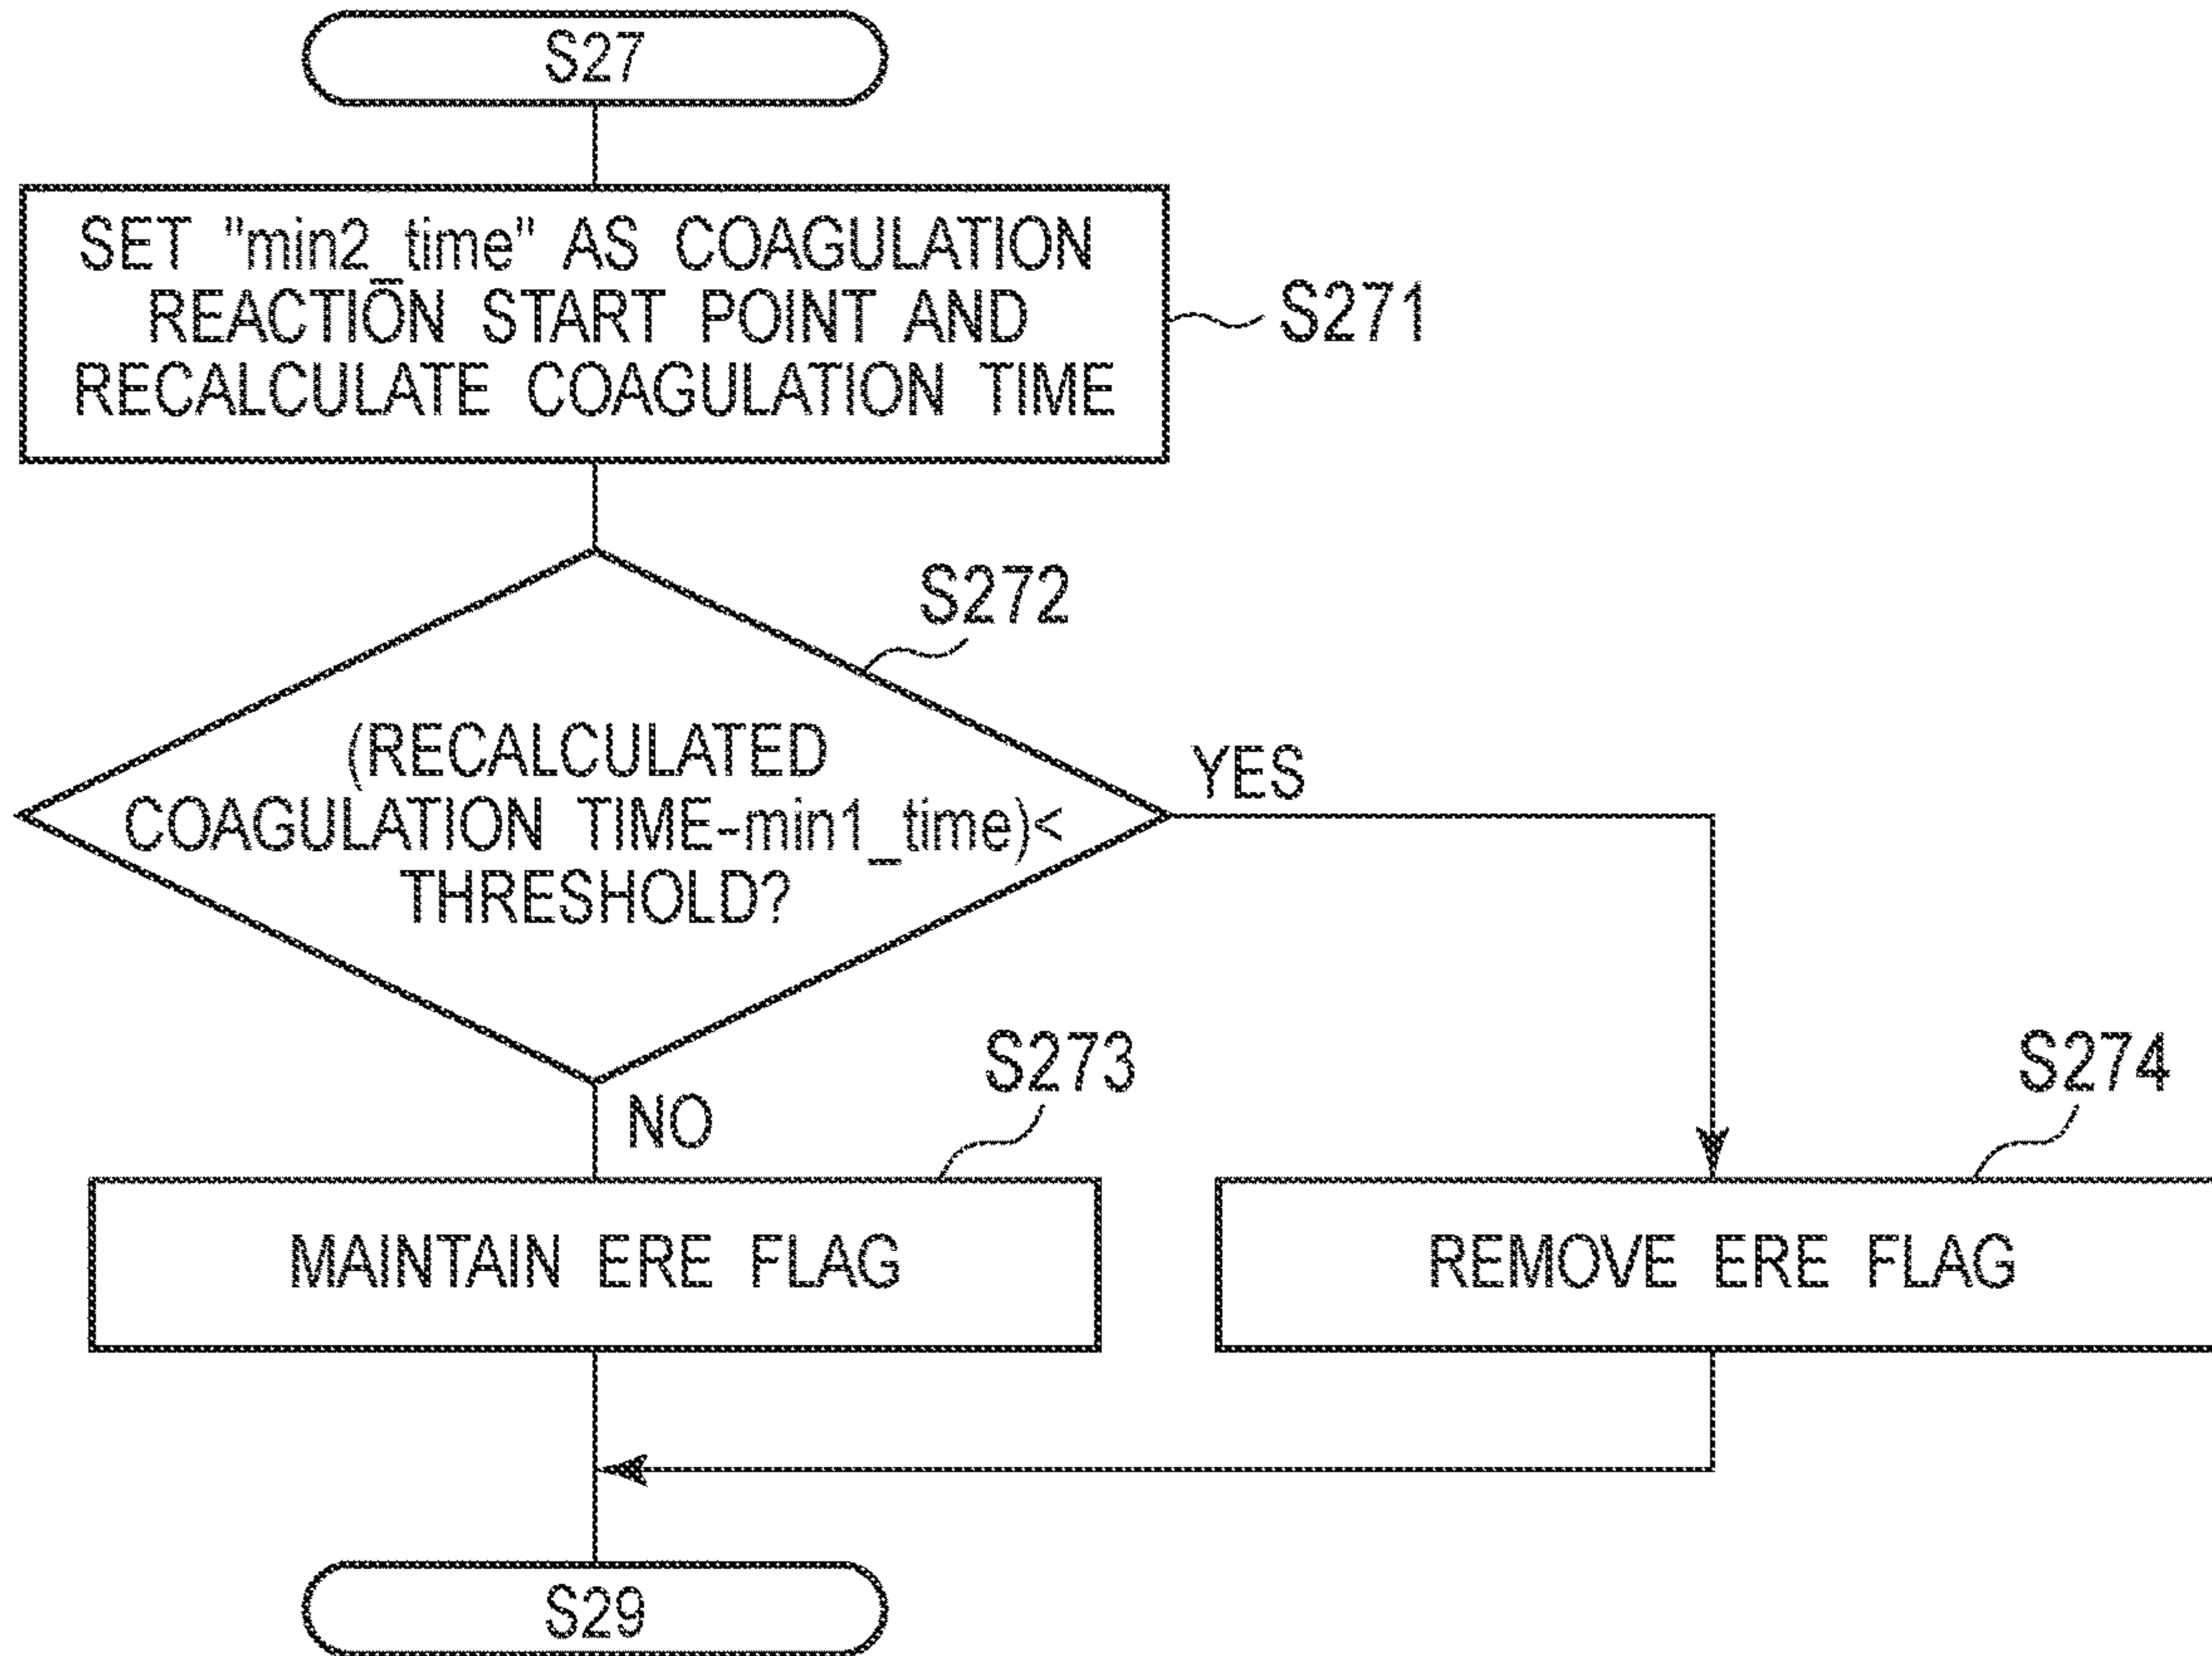 S27
SET "min2_time" AS COAGULATION
REACTION START POINT AND
RECALCULATE COAGULATION TIME
S271
S272
(RECALCULATED
COAGULATION TIME-min1_time)<
THRESHOLD?
YES
NO
S273
S274
MAINTAIN ERE FLAG
REMOVE ERE FLAG
S29